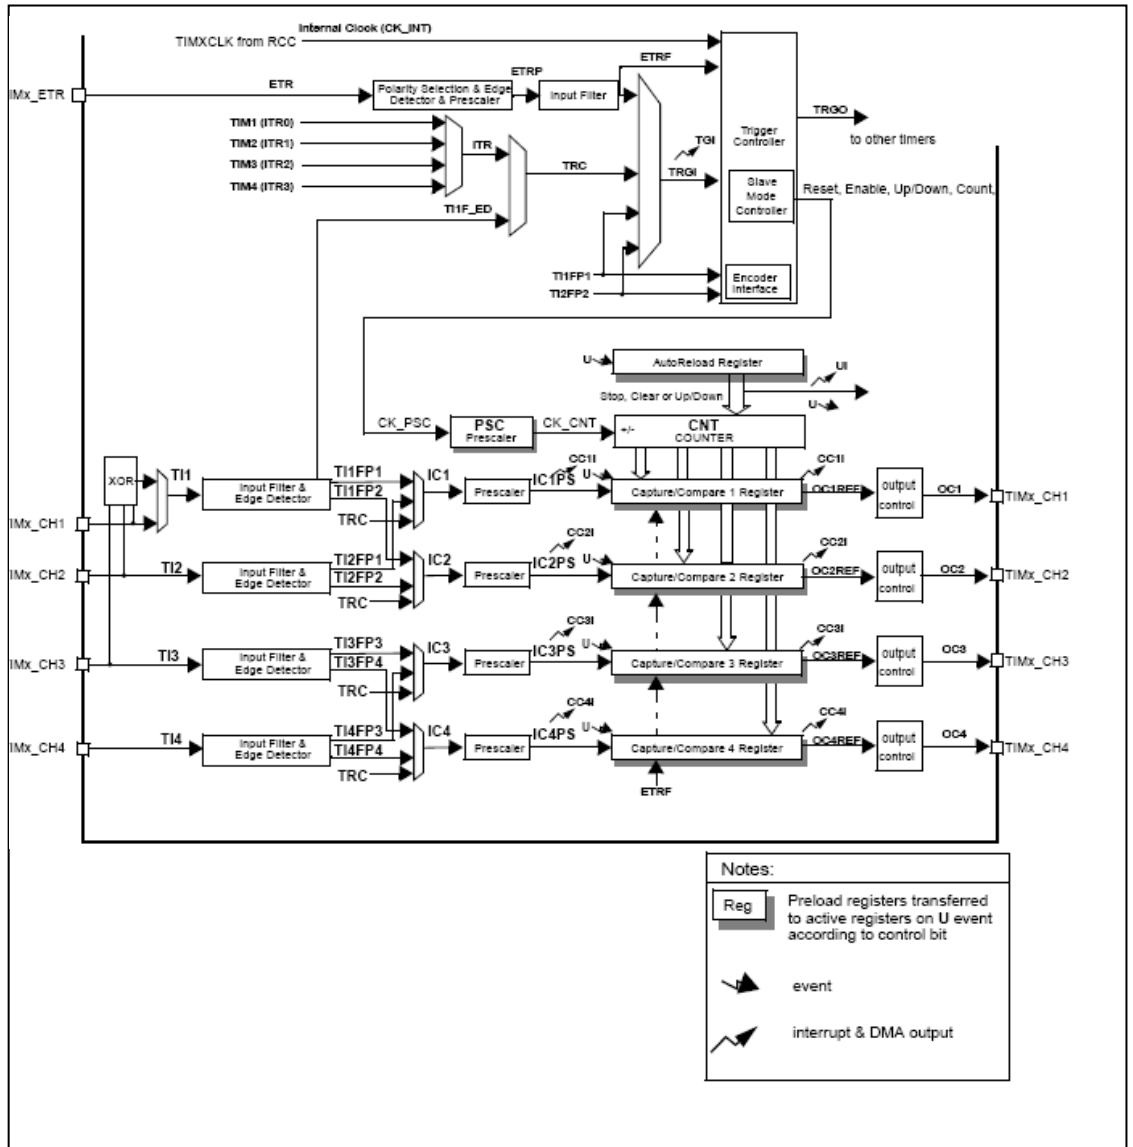 Internal Clock (CK_INT)
TIMXCLK from RCC
ETRF
ETRP
ETR
IMx_ETR
Polarity Selection & Edge
Detector & Prescaler
Input Filter
TRGO
to other timers
Trigger
Controller
TIM1 (ITR0)
TIM2 (ITR1)
TIM3 (ITR2)
TIM4 (ITR3)
ITR
TRC
TGI
TRGI
TI1F_ED
Slave
Mode
Controller
Reset, Enable, Up/Down, Count,
TI1FP1
TI2FP2
Encoder
Interface
U
AutoReload Register
UI
Stop, Clear or Up/Down
U
CK_PSC
PSC
Prescaler
CK_CNT
+/-
CNT
COUNTER
XOR
TI1
Input Filter &
Edge Detector
TI1FP1
TI1FP2
TRC
IC1
Prescaler
CC1I
IC1PS
U
Capture/Compare 1 Register
CC1I
OC1REF
output
control
OC1
TIMx_CH1
IMx_CH1
IMx_CH2
TI2
Input Filter &
Edge Detector
TI2FP1
TI2FP2
TRC
IC2
Prescaler
CC2I
IC2PS
U
Capture/Compare 2 Register
CC2I
OC2REF
output
control
OC2
TIMx_CH2
IMx_CH3
TI3
Input Filter &
Edge Detector
TI3FP3
TI3FP4
TRC
IC3
Prescaler
CC3I
IC3PS
U
Capture/Compare 3 Register
CC3I
OC3REF
output
control
OC3
TIMx_CH3
IMx_CH4
TI4
Input Filter &
Edge Detector
TI4FP3
TI4FP4
TRC
IC4
Prescaler
CC4I
IC4PS
U
Capture/Compare 4 Register
CC4I
OC4REF
output
control
OC4
TIMx_CH4
ETRF
Notes:
Reg
Preload registers transferred
to active registers on U event
according to control bit
event
interrupt & DMA output